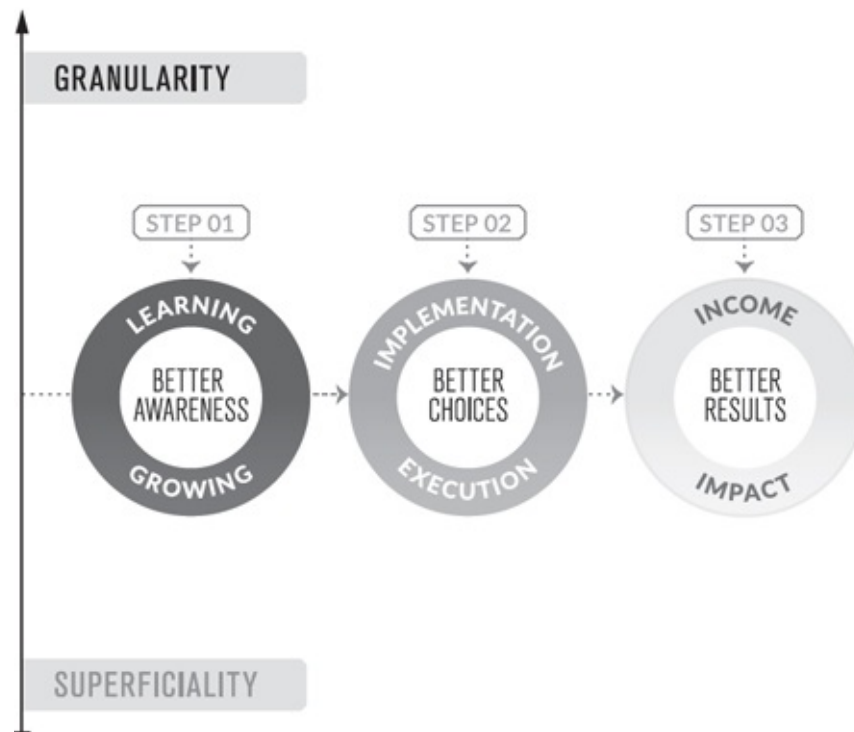 GRANULARITY
STEP 01
STEP 02
STEP 03
LEARNING
BETTER
AWARENESS
GROWING
IMPLEMENTATION
BETTER
CHOICES
EXECUTION
INCOME
BETTER
RESULTS
IMPACT
SUPERFICIALITY